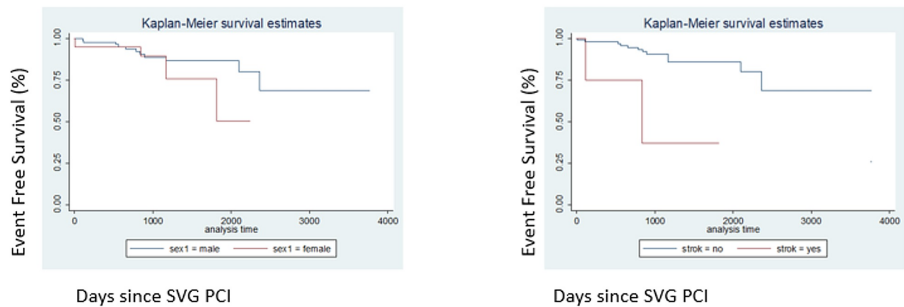 Kaplan-Meier survival estimates
Event Free Survival (%)
1.00
0.75
0.50
0.25
0.00
0 1000 2000 3000 4000
analysis time
sex1 = male sex1 = female
Days since SVG PCI
Kaplan-Meier survival estimates
Event Free Survival (%)
1.00
0.75
0.50
0.25
0.00
0 1000 2000 3000 4000
analysis time
strok = no strok = yes
Days since SVG PCI